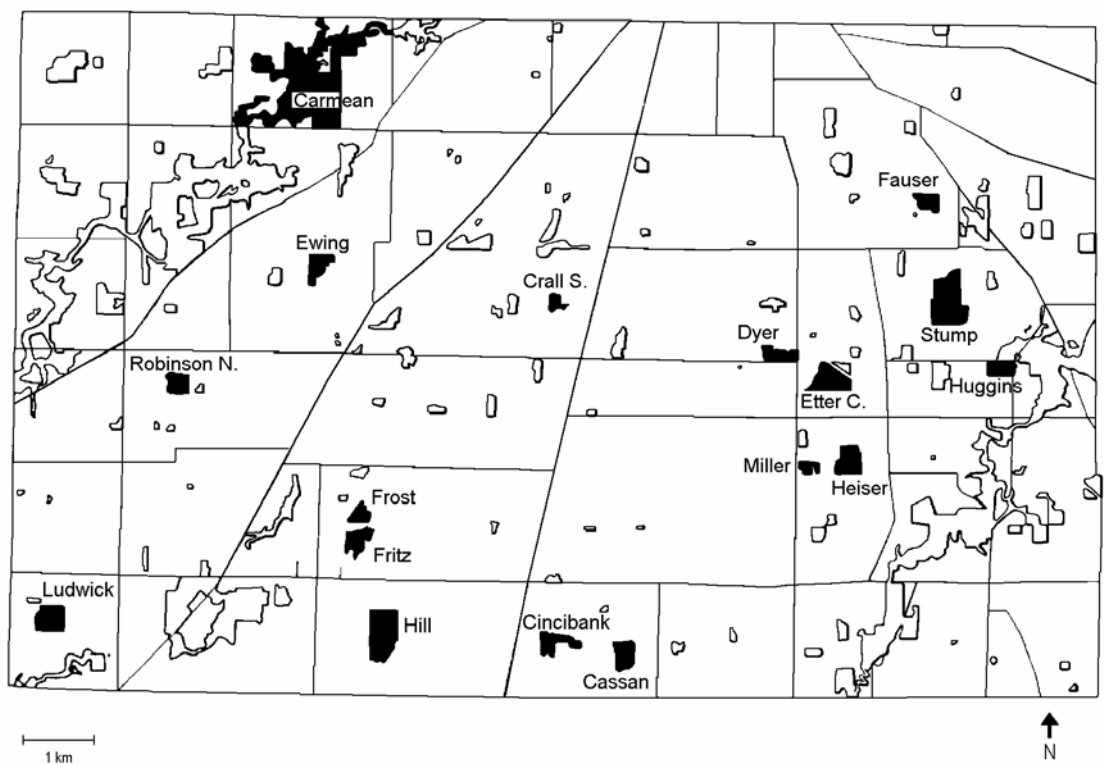 Carmean
Fauser
Ewing
Crall S.
Stump
Dyer
Robinson N.
Huggins
Etter C.
Miller
Heiser
Frost
Fritz
Ludwick
Hill
Cincibank
Cassan
1 km
N